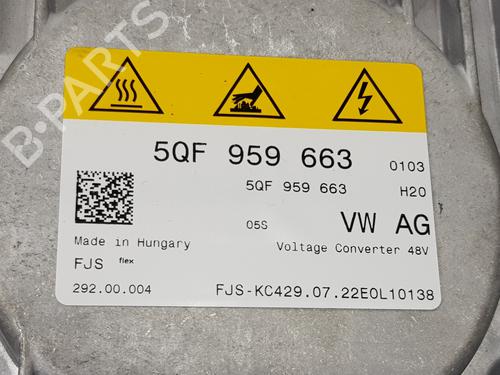 5QF 959 663 0103
5QF 959 663 H20
05S VW AG
Made in Hungary Voltage Converter 48V
FJS flex
292.00.004 FJS-KC429.07.22E0L10138
B-PARTS